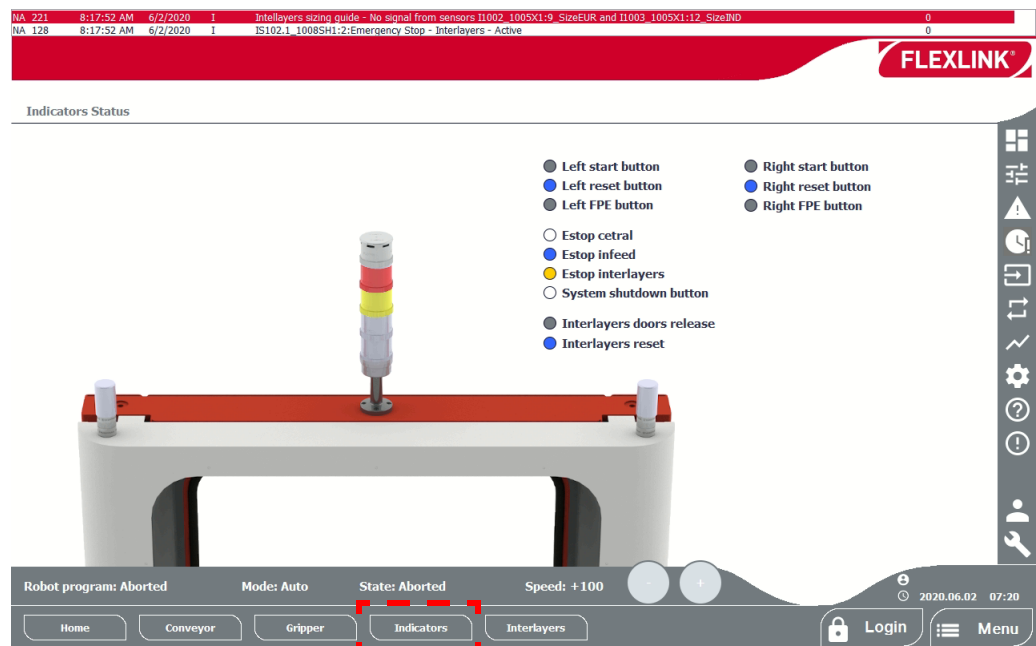 NA 221 8:17:52 AM 6/2/2020 I Intellayers sizing guide - No signal from sensors I1002_1005X1:9_SizeEUR and I1003_1005X1:12_SizeIND 0
NA 128 8:17:52 AM 6/2/2020 I IS102.1_1008SH1:2:Emergency Stop - Interlayers - Active 0
FLEXLINK®
Indicators Status
Left start button Right start button
Left reset button Right reset button
Left FPE button Right FPE button
Estop cetral
Estop infeed
Estop interlayers
System shutdown button
Interlayers doors release
Interlayers reset
Robot program: Aborted Mode: Auto State: Aborted Speed: +100 - +
2020.06.02 07:20
Home Conveyor Gripper Indicators Interlayers Login Menu